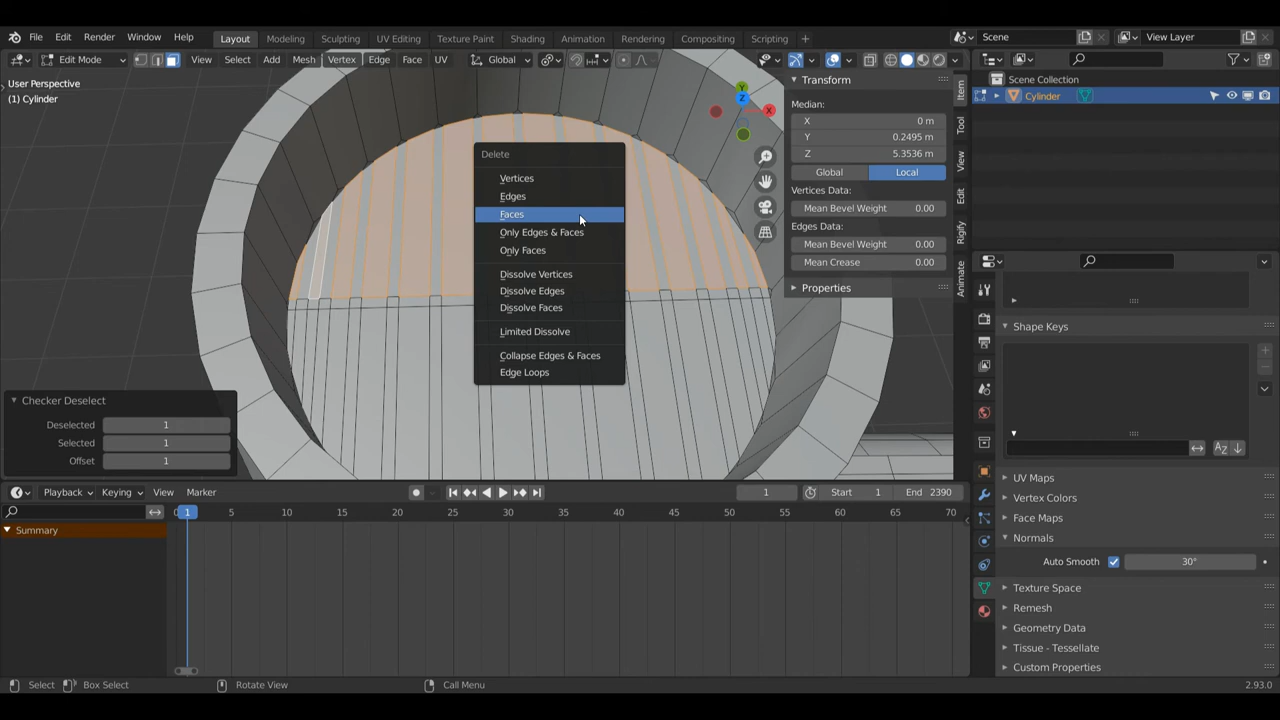 File Edit Render Window Help Layout Modeling Sculpting UV Editing Texture Paint Shading Animation Rendering Compositing Scripting + Scene View Layer
Edit Mode View Select Add Mesh Vertex Edge Face UV Global
User Perspective
(1) Cylinder
Y
Z
X
Delete
Vertices
Edges
Faces
Only Edges & Faces
Only Faces
Dissolve Vertices
Dissolve Edges
Dissolve Faces
Limited Dissolve
Collapse Edges & Faces
Edge Loops
Transform
Median:
X 0 m
Y 0.2495 m
Z 5.3536 m
Global Local
Vertices Data:
Mean Bevel Weight 0.00
Edges Data:
Mean Bevel Weight 0.00
Mean Crease 0.00
Properties
Item
Tool
View
Edit
Rigify
Animate
Scene Collection
Cylinder
Shape Keys
UV Maps
Vertex Colors
Face Maps
Normals
Auto Smooth 30°
Texture Space
Remesh
Geometry Data
Tissue - Tessellate
Custom Properties
Checker Deselect
Deselected 1
Selected 1
Offset 1
Playback Keying View Marker 1 Start 1 End 2390
0 1 5 10 15 20 25 30 35 40 45 50 55 60 65 70
Summary
Select Box Select Rotate View Call Menu 2.93.0